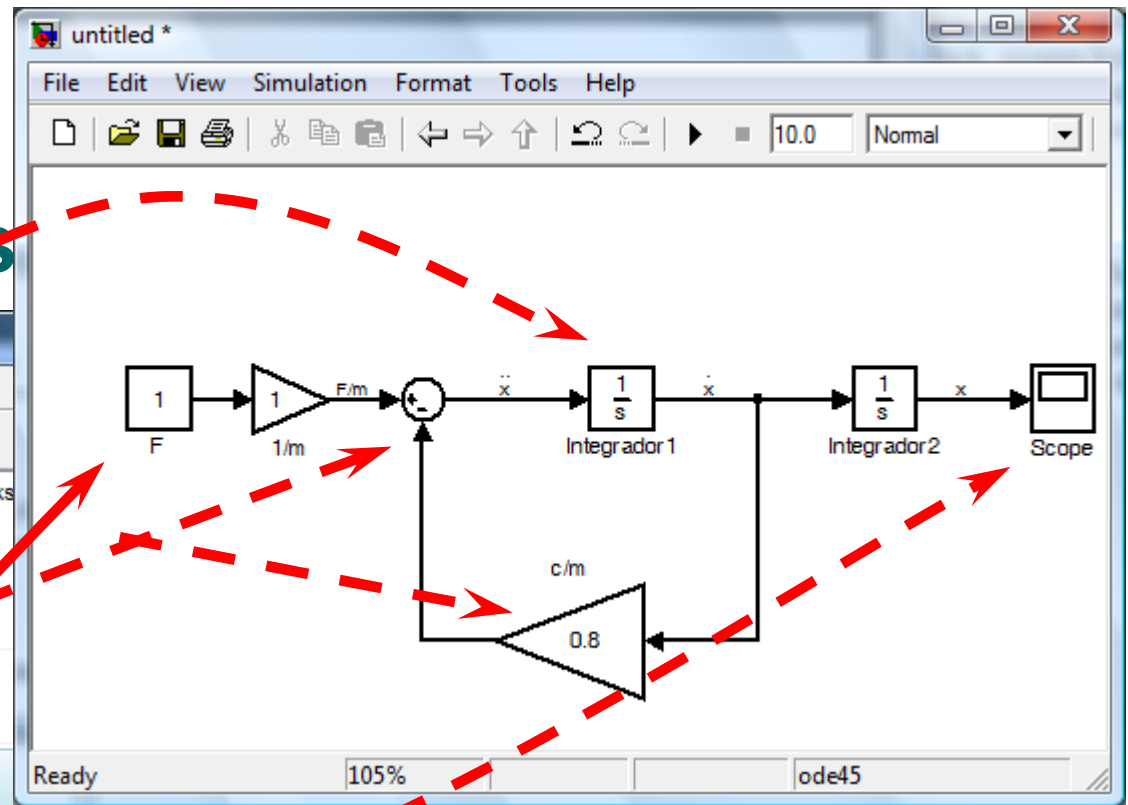 untitled *
File Edit View Simulation Format Tools Help
10.0 Normal
S
ks
1 1 F/m ẍ 1/s ẋ 1/s x
F 1/m Integrador1 Integrador2 Scope
c/m
0.8
Ready 105% ode45